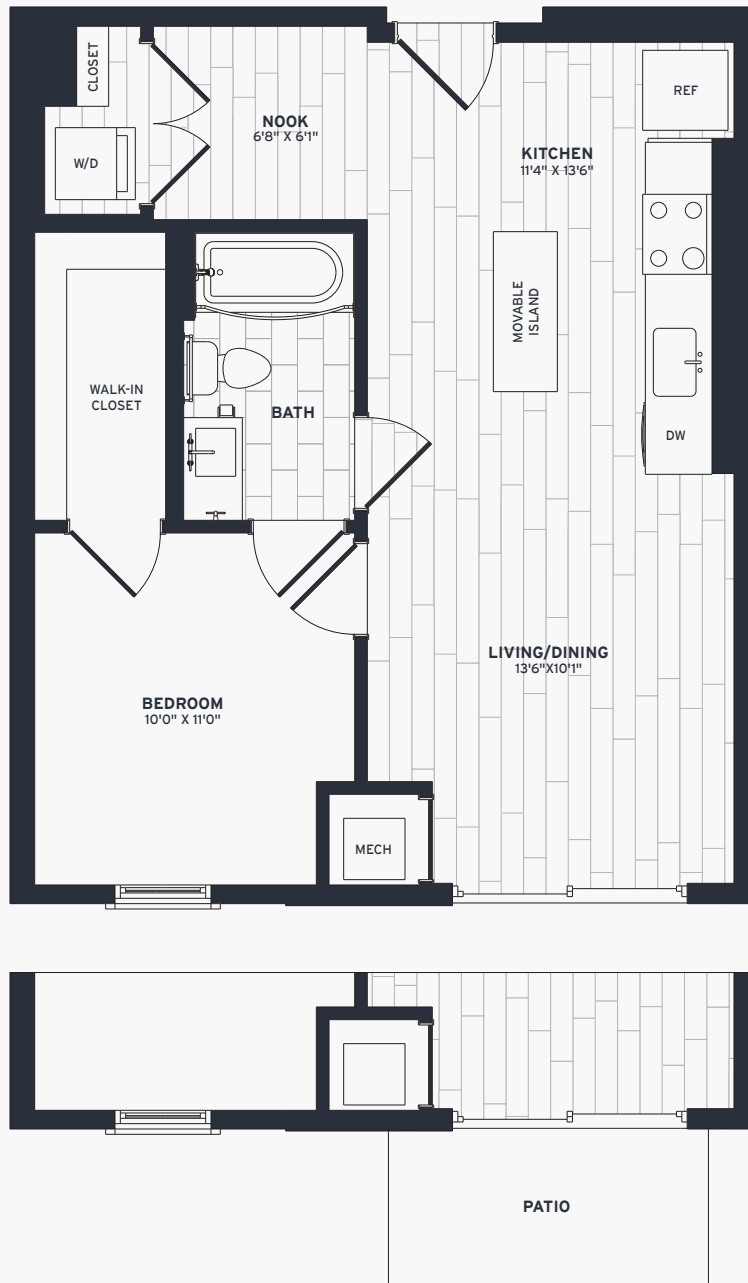 CLOSET
W/D
NOOK
6'8" X 6'1"
REF
KITCHEN
11'4" X 13'6"
MOVABLE
ISLAND
WALK-IN
CLOSET
BATH
DW
LIVING/DINING
13'6"X10'1"
BEDROOM
10'0" X 11'0"
MECH
PATIO